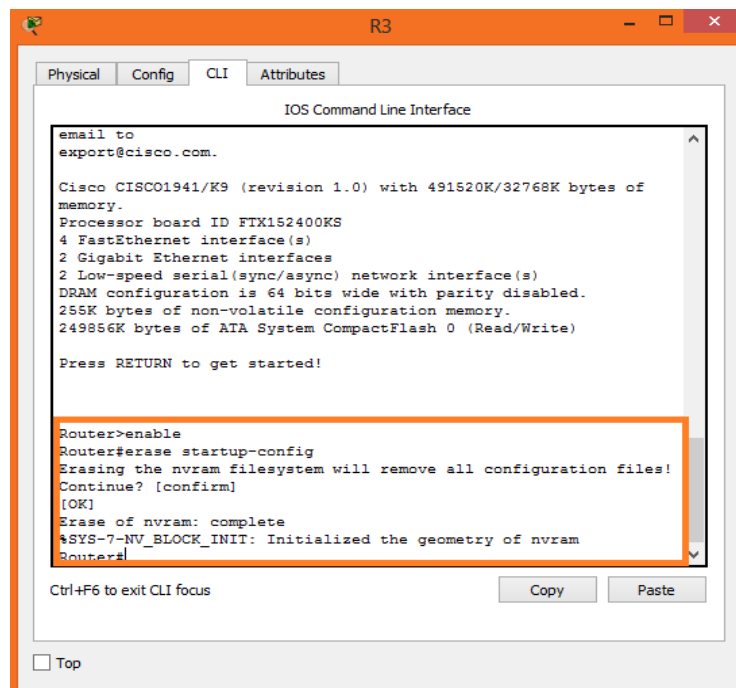 R3
Physical Config CLI Attributes
IOS Command Line Interface
email to
export@cisco.com.
Cisco CISCO1941/K9 (revision 1.0) with 491520K/32768K bytes of
memory.
Processor board ID FTX152400KS
4 FastEthernet interface(s)
2 Gigabit Ethernet interfaces
2 Low-speed serial(sync/async) network interface(s)
DRAM configuration is 64 bits wide with parity disabled.
255K bytes of non-volatile configuration memory.
249856K bytes of ATA System CompactFlash 0 (Read/Write)
Press RETURN to get started!
Router>enable
Router#erase startup-config
Erasing the nvram filesystem will remove all configuration files!
Continue? [confirm]
[OK]
Erase of nvram: complete
%SYS-7-NV_BLOCK_INIT: Initialized the geometry of nvram
Router#
Ctrl+F6 to exit CLI focus
Copy Paste
Top